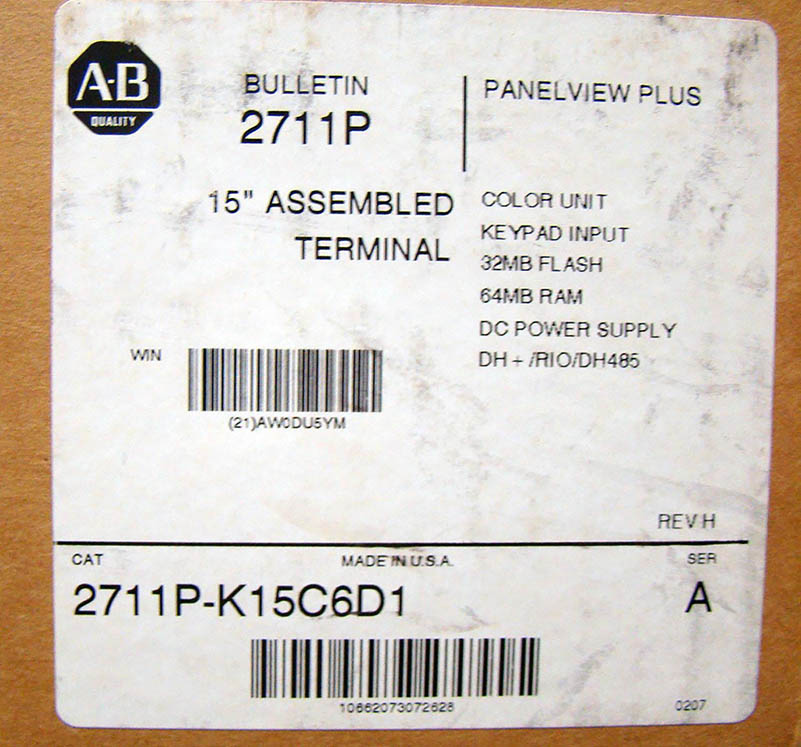 A-B
QUALITY
BULLETIN
2711P
PANELVIEW PLUS
15" ASSEMBLED
TERMINAL
COLOR UNIT
KEYPAD INPUT
32MB FLASH
64MB RAM
DC POWER SUPPLY
DH+/RIO/DH485
WIN
(21)AW0DU5YM
REV H
CAT
MADE IN U.S.A.
SER
2711P-K15C6D1
A
10662073072628
0207